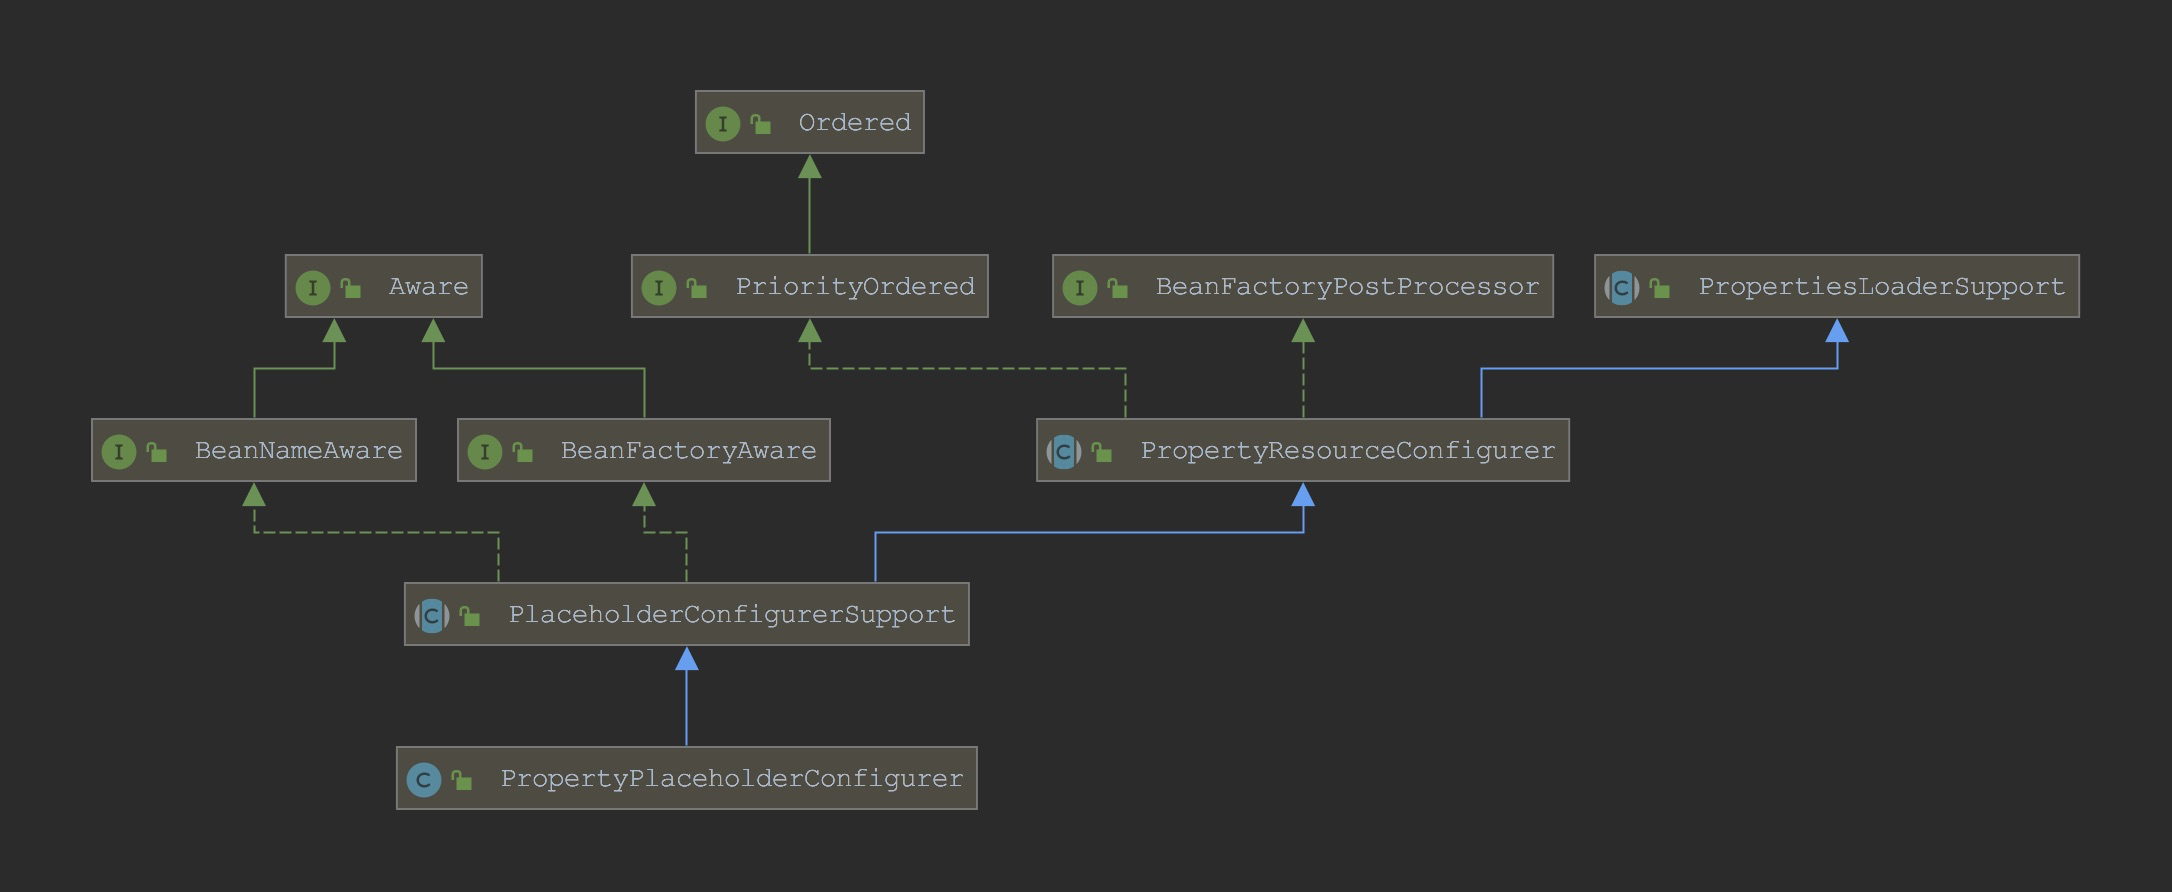 I Ordered
I Aware
I PriorityOrdered
I BeanFactoryPostProcessor
C PropertiesLoaderSupport
I BeanNameAware
I BeanFactoryAware
C PropertyResourceConfigurer
C PlaceholderConfigurerSupport
C PropertyPlaceholderConfigurer